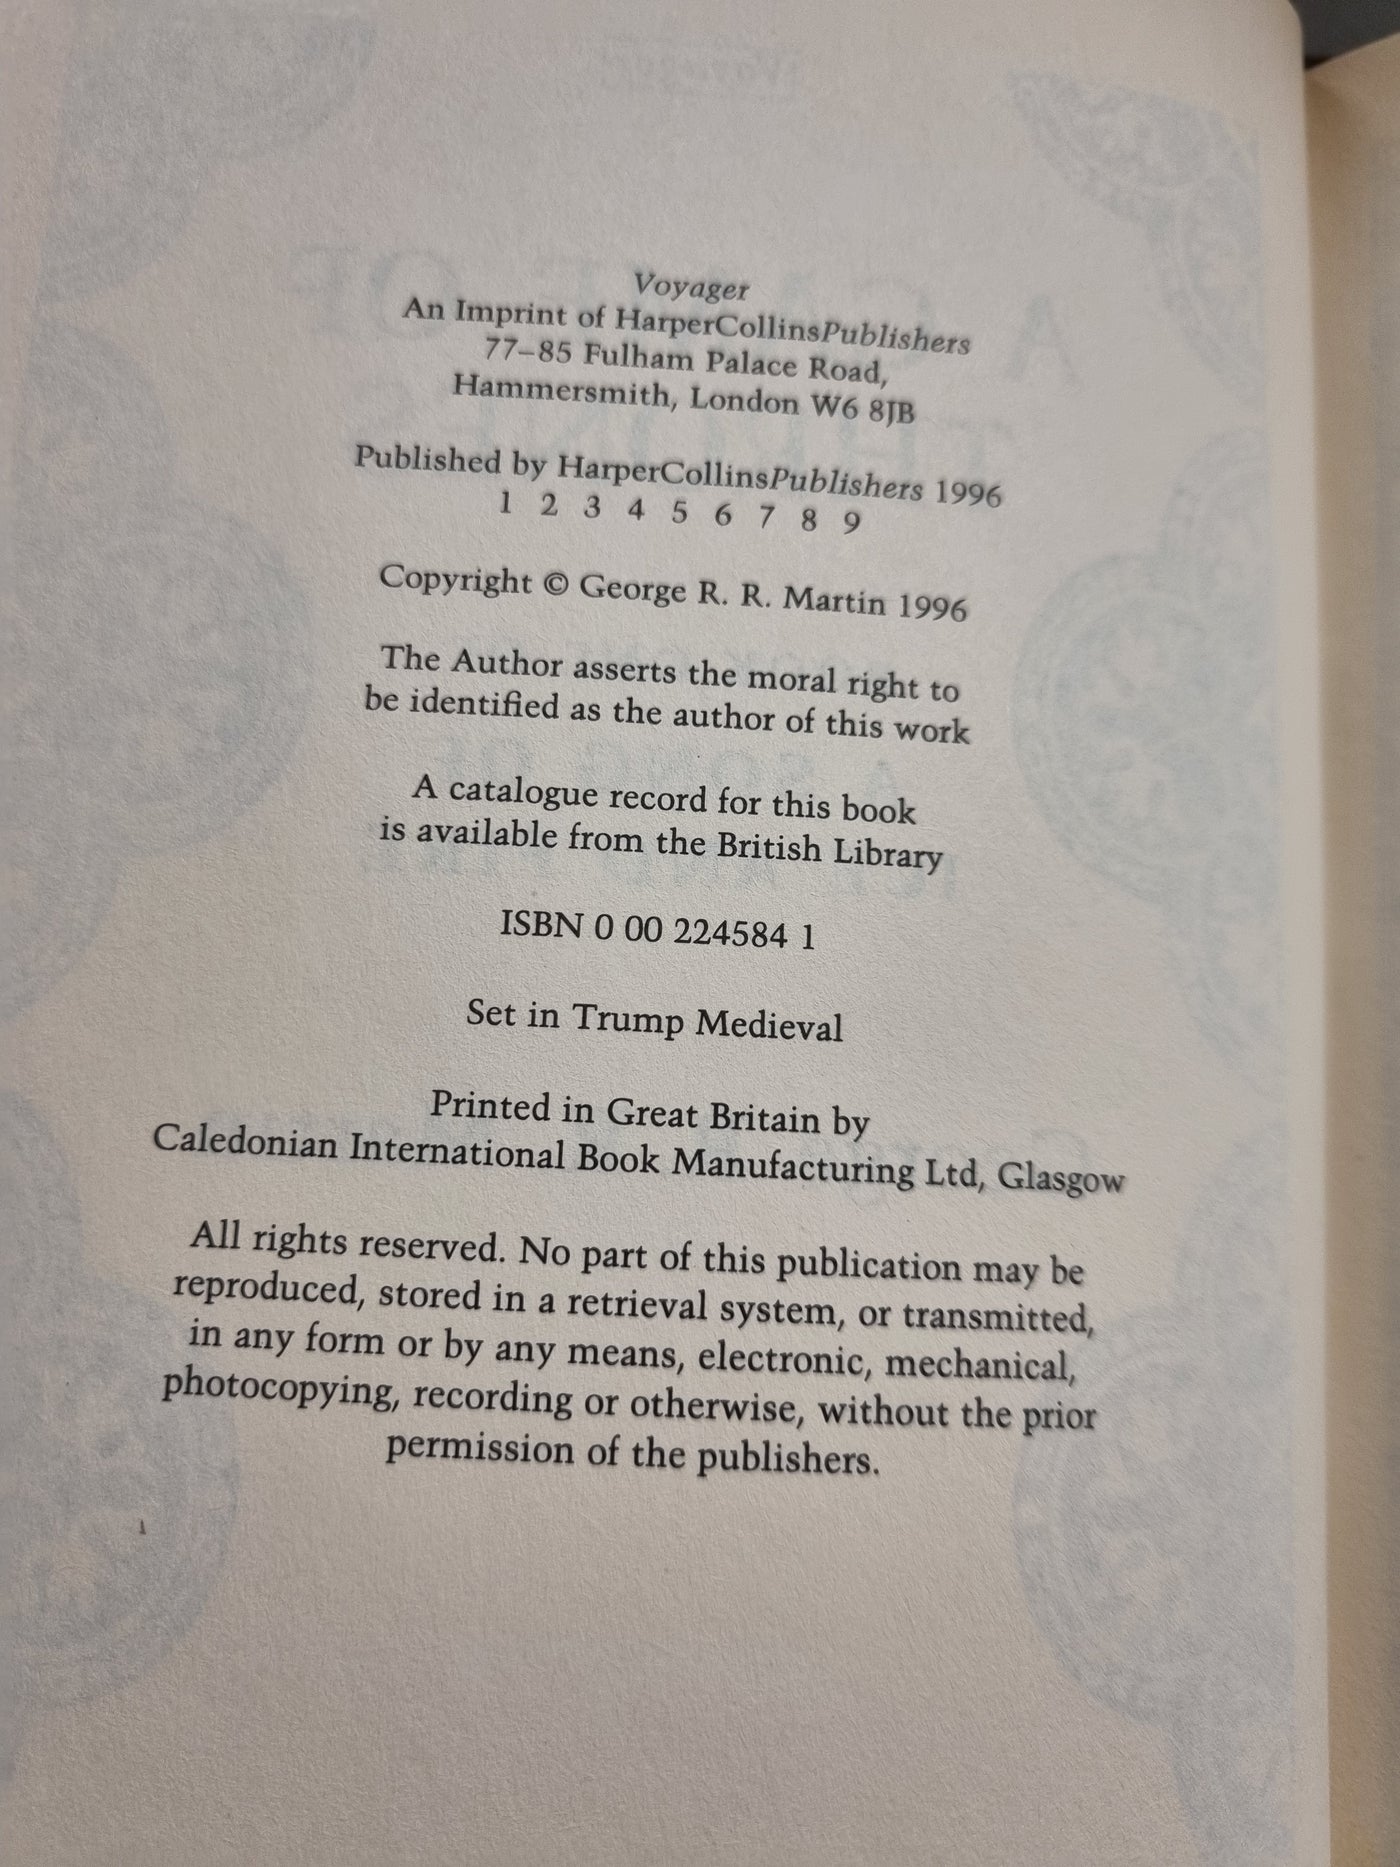 Voyager
An Imprint of HarperCollinsPublishers
77–85 Fulham Palace Road,
Hammersmith, London W6 8JB
Published by HarperCollinsPublishers 1996
1 2 3 4 5 6 7 8 9
Copyright © George R. R. Martin 1996
The Author asserts the moral right to
be identified as the author of this work
A catalogue record for this book
is available from the British Library
ISBN 0 00 224584 1
Set in Trump Medieval
Printed in Great Britain by
Caledonian International Book Manufacturing Ltd, Glasgow
All rights reserved. No part of this publication may be
reproduced, stored in a retrieval system, or transmitted,
in any form or by any means, electronic, mechanical,
photocopying, recording or otherwise, without the prior
permission of the publishers.